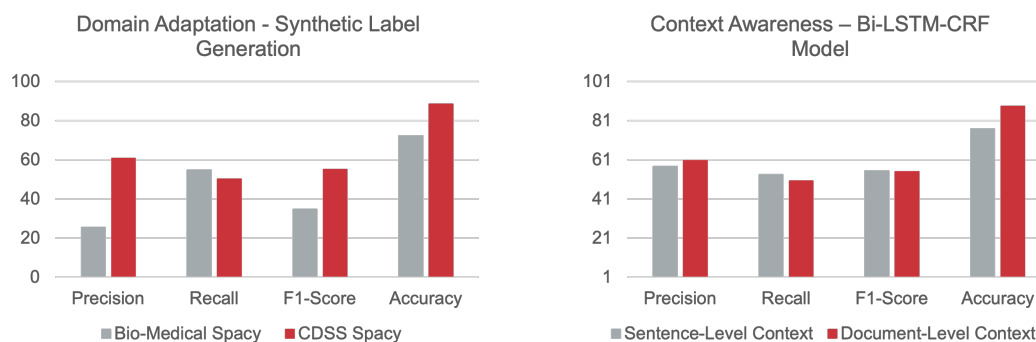 Domain Adaptation - Synthetic Label
Generation
100
80
60
40
20
0
Precision
Recall
F1-Score
Accuracy
Bio-Medical Spacy
CDSS Spacy
Context Awareness – Bi-LSTM-CRF
Model
101
81
61
41
21
1
Precision
Recall
F1-Score
Accuracy
Sentence-Level Context
Document-Level Context